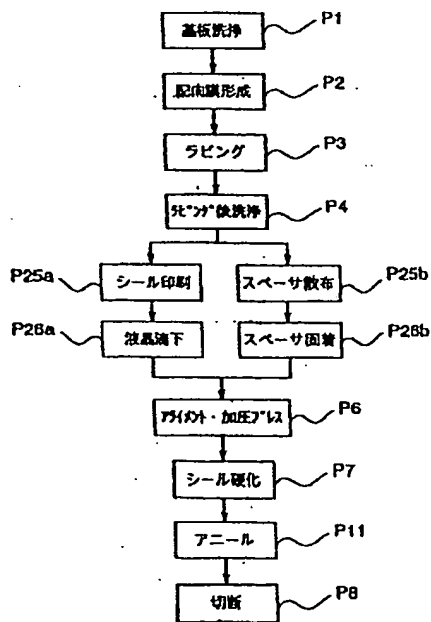 基板洗浄 P1
配向膜形成 P2
ラビング P3
ラビング後洗浄 P4
P25a シール印刷 スペーサ散布 P25b
P26a 液晶滴下 スペーサ固着 P26b
アライメント・加圧プレス P6
シール硬化 P7
アニール P11
切断 P8